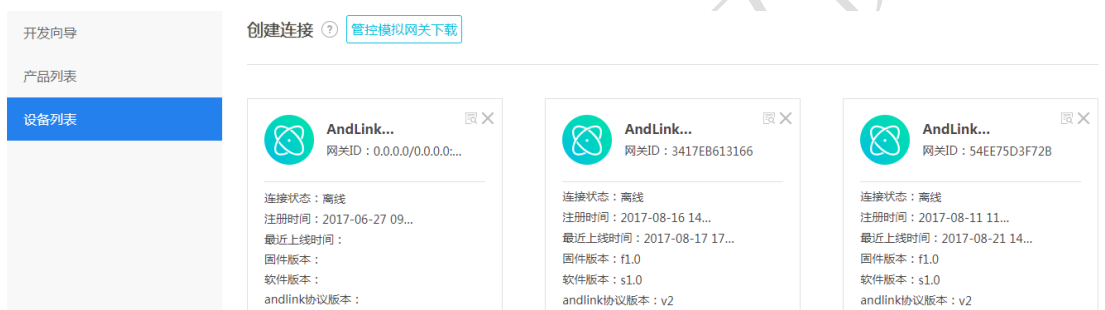 开发向导
产品列表
设备列表
创建连接 ? 管控模拟网关下载
AndLink...
网关ID：0.0.0.0/0.0.0.0:...
连接状态：离线
注册时间：2017-06-27 09...
最近上线时间：
固件版本：
软件版本：
andlink协议版本：
AndLink...
网关ID：3417EB613166
连接状态：离线
注册时间：2017-08-16 14...
最近上线时间：2017-08-17 17...
固件版本：f1.0
软件版本：s1.0
andlink协议版本：v2
AndLink...
网关ID：54EE75D3F72B
连接状态：离线
注册时间：2017-08-11 11...
最近上线时间：2017-08-21 14...
固件版本：f1.0
软件版本：s1.0
andlink协议版本：v2